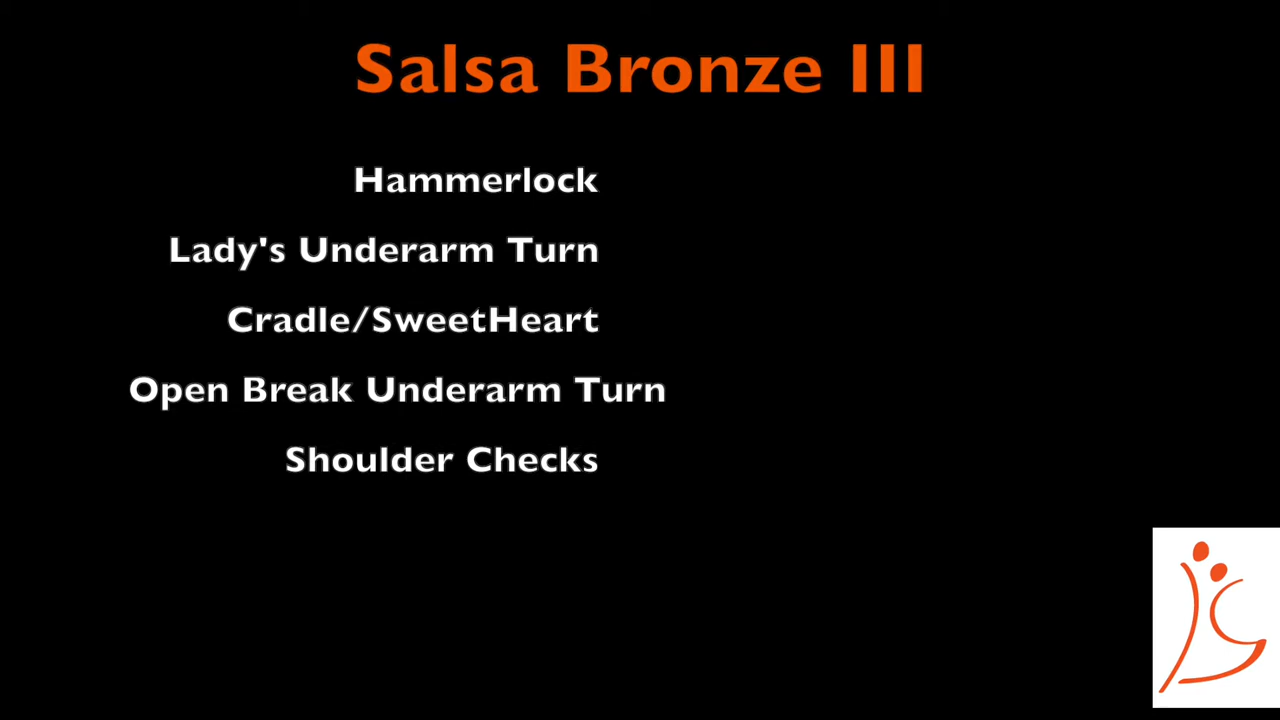 Salsa Bronze III
Hammerlock
Lady's Underarm Turn
Cradle/SweetHeart
Open Break Underarm Turn
Shoulder Checks